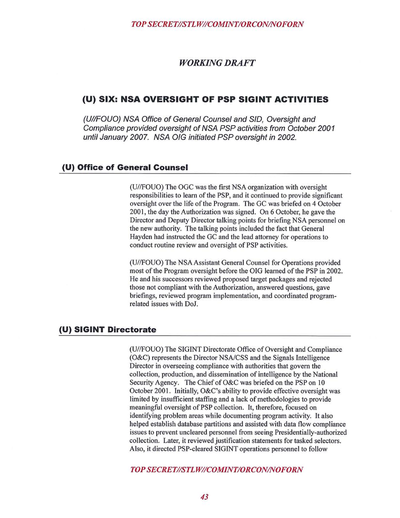 TOP SECRET//STLW//COMINT/ORCON/NOFORN
WORKING DRAFT
(U) SIX: NSA OVERSIGHT OF PSP SIGINT ACTIVITIES
(U//FOUO) NSA Office of General Counsel and SID, Oversight and
Compliance provided oversight of NSA PSP activities from October 2001
until January 2007. NSA OIG initiated PSP oversight in 2002.
(U) Office of General Counsel
(U//FOUO) The OGC was the first NSA organization with oversight
responsibilities to learn of the PSP, and it continued to provide significant
oversight over the life of the Program. The GC was briefed on 4 October
2001, the day the Authorization was signed. On 6 October, he gave the
Director and Deputy Director talking points for briefing NSA personnel on
the new authority. The talking points included the fact that General
Hayden had instructed the GC and the lead attorney for operations to
conduct routine review and oversight of PSP activities.
(U//FOUO) The NSA Assistant General Counsel for Operations provided
most of the Program oversight before the OIG learned of the PSP in 2002.
He and his successors reviewed proposed target packages and rejected
those not compliant with the Authorization, answered questions, gave
briefings, reviewed program implementation, and coordinated program-
related issues with DoJ.
(U) SIGINT Directorate
(U//FOUO) The SIGINT Directorate Office of Oversight and Compliance
(O&C) represents the Director NSA/CSS and the Signals Intelligence
Director in overseeing compliance with authorities that govern the
collection, production, and dissemination of intelligence by the National
Security Agency. The Chief of O&C was briefed on the PSP on 10
October 2001. Initially, O&C's ability to provide effective oversight was
limited by insufficient staffing and a lack of methodologies to provide
meaningful oversight of PSP collection. It, therefore, focused on
identifying problem areas while documenting program activity. It also
helped establish database partitions and assisted with data flow compliance
issues to prevent uncleared personnel from seeing Presidentially-authorized
collection. Later, it reviewed justification statements for tasked selectors.
Also, it directed PSP-cleared SIGINT operations personnel to follow
TOP SECRET//STLW//COMINT/ORCON/NOFORN
43